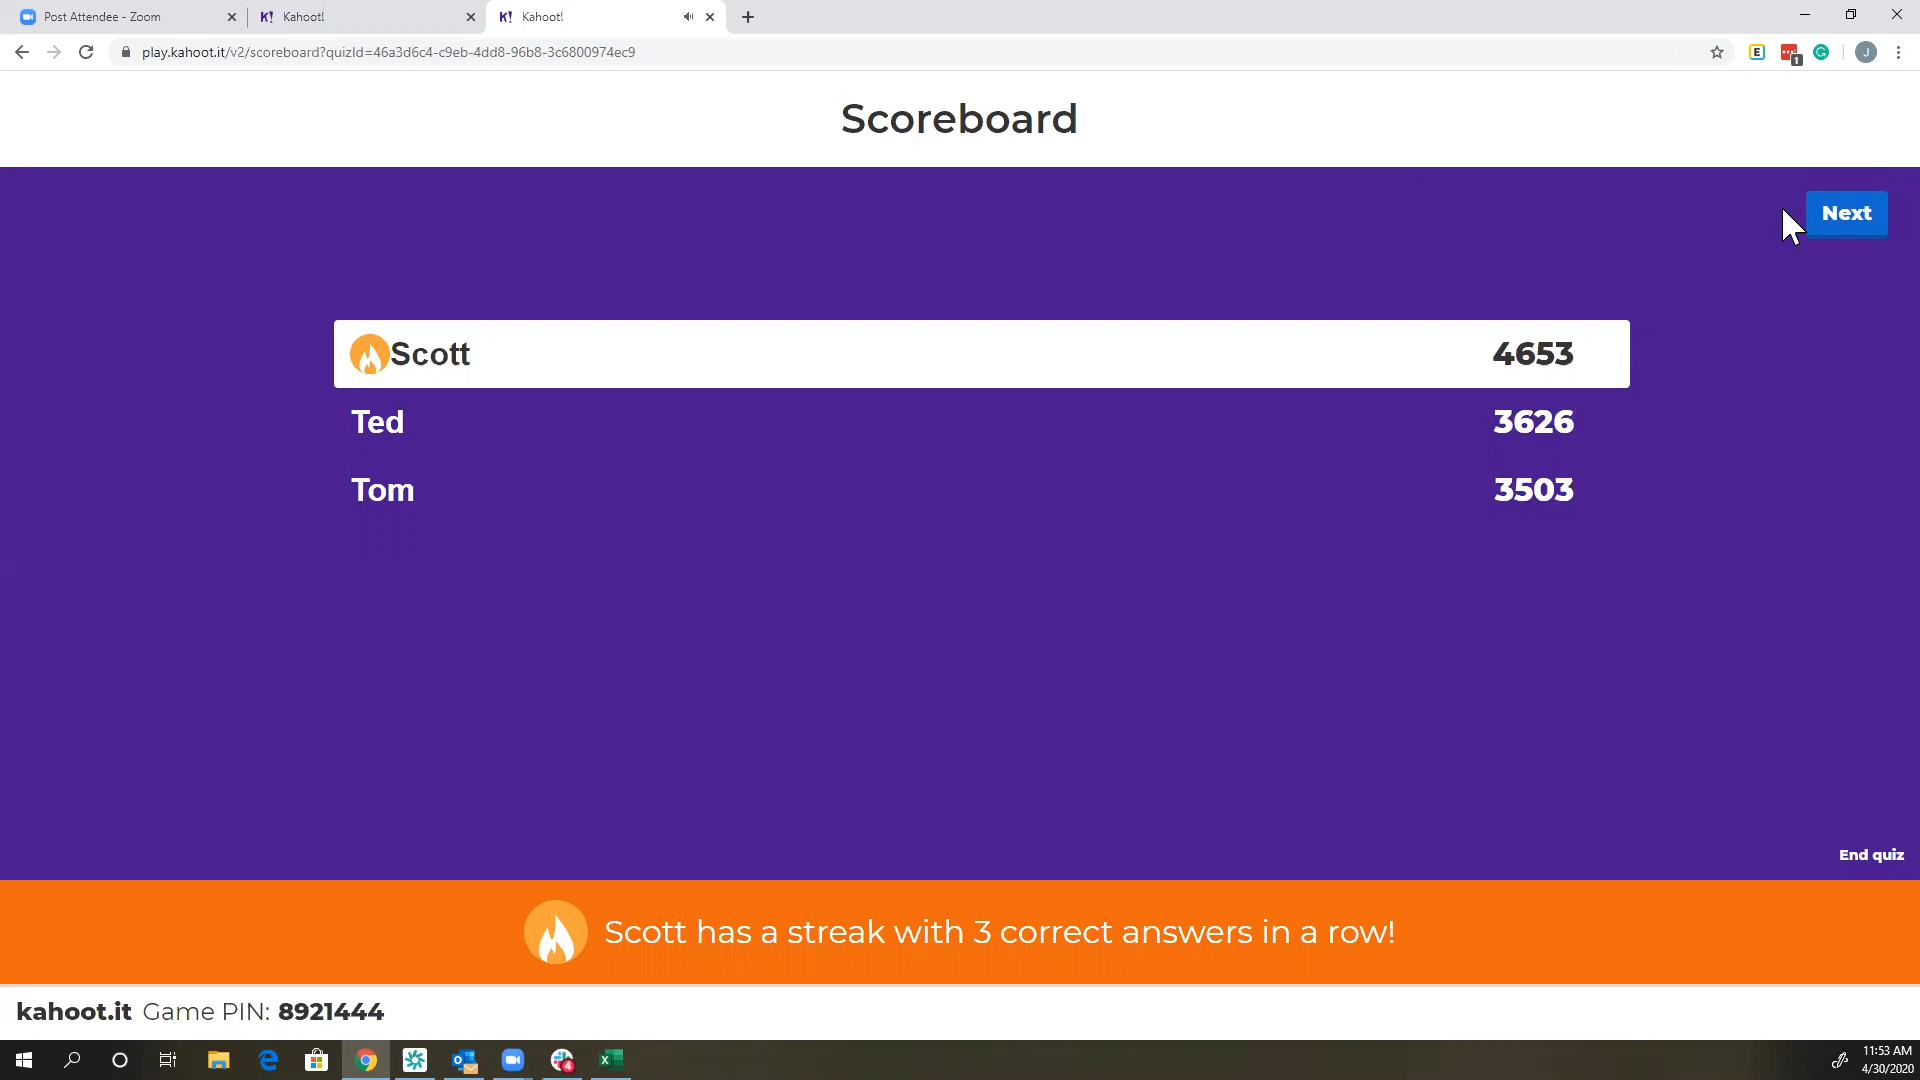 Post Attendee - Zoom
K! Kahoot!
K! Kahoot!
play.kahoot.it/v2/scoreboard?quizId=46a3d6c4-c9eb-4dd8-96b8-3c6800974ec9
E
1
G
J
Scoreboard
Next
Scott 4653
Ted 3626
Tom 3503
End quiz
Scott has a streak with 3 correct answers in a row!
kahoot.it Game PIN: 8921444
4
11:53 AM
4/30/2020